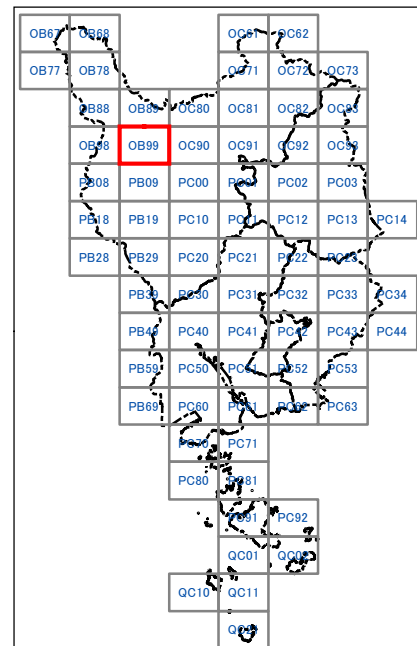 OB67 OB68 OC61 OC62
OB77 OB78 OC71 OC72 OC73
OB88 OB89 OC80 OC81 OC82 OC83
OB98 OB99 OC90 OC91 OC92 OC93
PB08 PB09 PC00 PC01 PC02 PC03
PB18 PB19 PC10 PC11 PC12 PC13 PC14
PB28 PB29 PC20 PC21 PC22 PC23
PB39 PC30 PC31 PC32 PC33 PC34
PB49 PC40 PC41 PC42 PC43 PC44
PB59 PC50 PC51 PC52 PC53
PB69 PC60 PC61 PC62 PC63
PC70 PC71
PC80 PC81
PC91 PC92
QC01 QC02
QC10 QC11
QC21